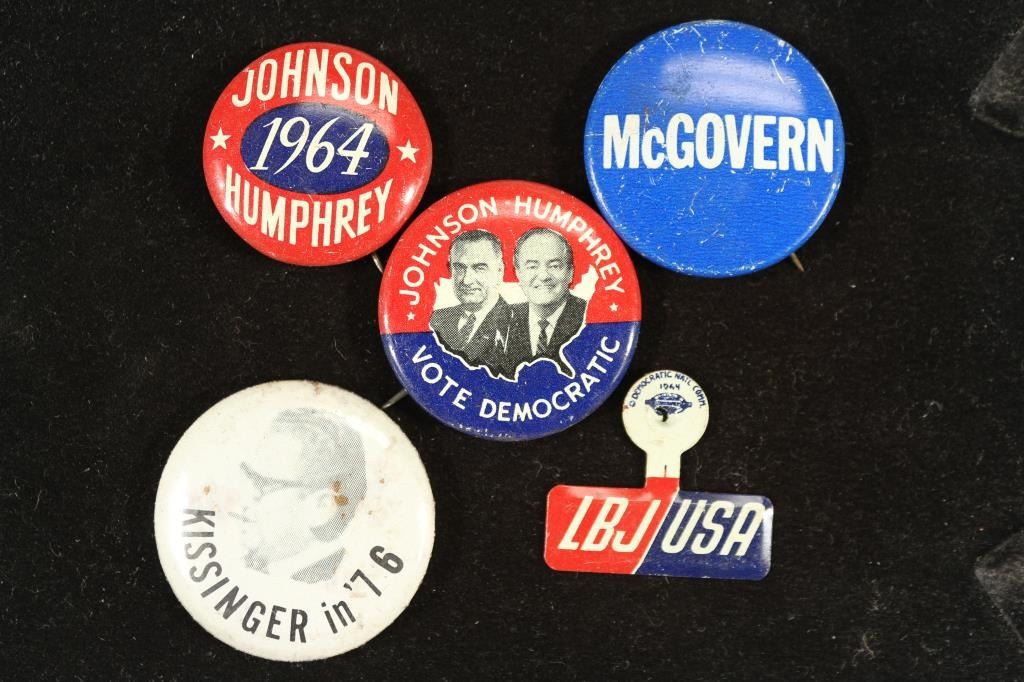 JOHNSON
1964
HUMPHREY
McGOVERN
JOHNSON HUMPHREY
VOTE DEMOCRATIC
KISSINGER in '76
© DEMOCRATIC NAT'L COMM.
1964
LBJ/USA